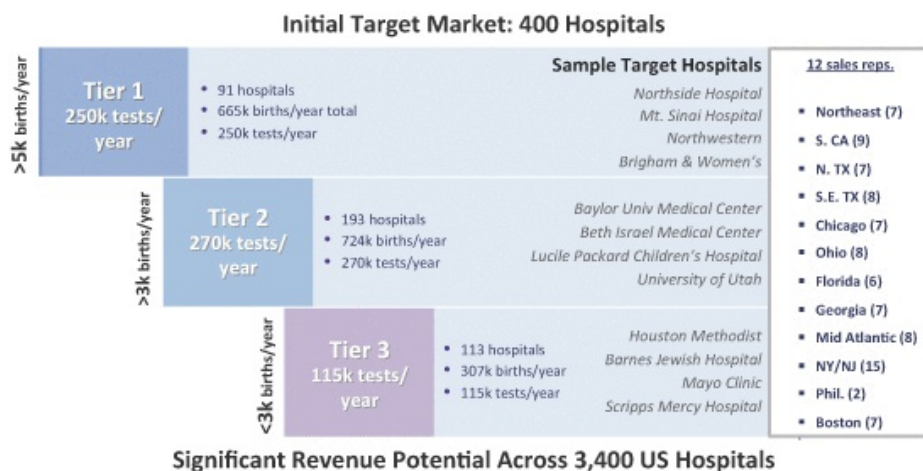 Initial Target Market: 400 Hospitals
>5k births/year
Tier 1
250k tests/
year
• 91 hospitals
• 665k births/year total
• 250k tests/year
Sample Target Hospitals
Northside Hospital
Mt. Sinai Hospital
Northwestern
Brigham & Women's
>3k births/year
Tier 2
270k tests/
year
• 193 hospitals
• 724k births/year
• 270k tests/year
Baylor Univ Medical Center
Beth Israel Medical Center
Lucile Packard Children's Hospital
University of Utah
<3k births/year
Tier 3
115k tests/
year
• 113 hospitals
• 307k births/year
• 115k tests/year
Houston Methodist
Barnes Jewish Hospital
Mayo Clinic
Scripps Mercy Hospital
12 sales reps.
▪ Northeast (7)
▪ S. CA (9)
▪ N. TX (7)
▪ S.E. TX (8)
▪ Chicago (7)
▪ Ohio (8)
▪ Florida (6)
▪ Georgia (7)
▪ Mid Atlantic (8)
▪ NY/NJ (15)
▪ Phil. (2)
▪ Boston (7)
Significant Revenue Potential Across 3,400 US Hospitals